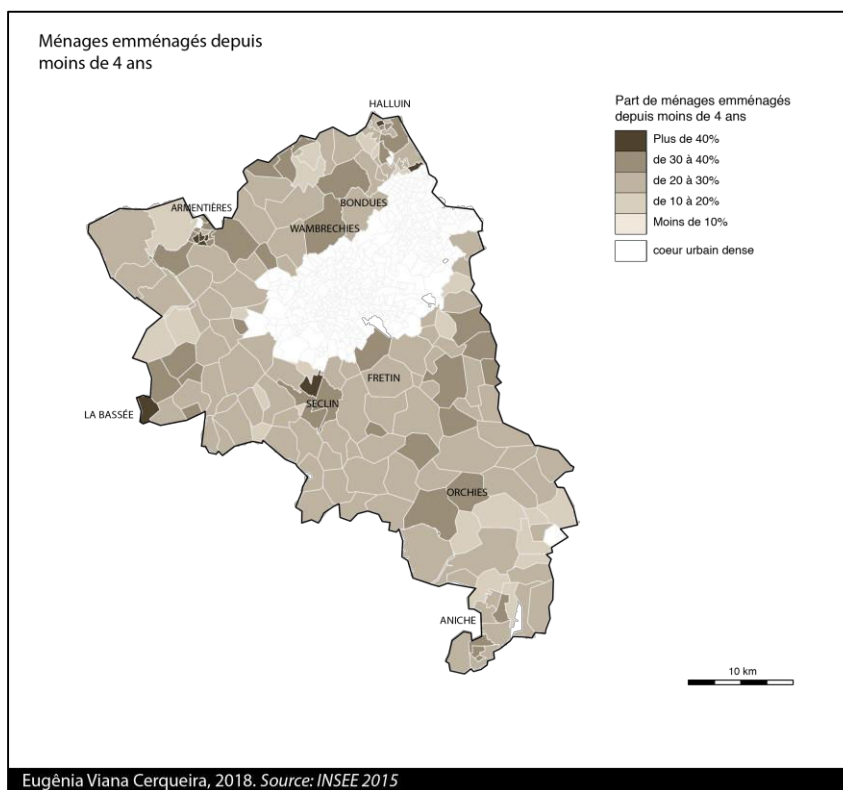 Ménages emménagés depuis
moins de 4 ans
HALLUIN
Part de ménages emménagés
depuis moins de 4 ans
Plus de 40%
de 30 à 40%
de 20 à 30%
de 10 à 20%
Moins de 10%
coeur urbain dense
ARMENTIÈRES
BONDUES
WAMBRECHIES
FRETIN
SECLIN
LA BASSÉE
ORCHIES
ANICHE
10 km
Eugênia Viana Cerqueira, 2018. Source: INSEE 2015